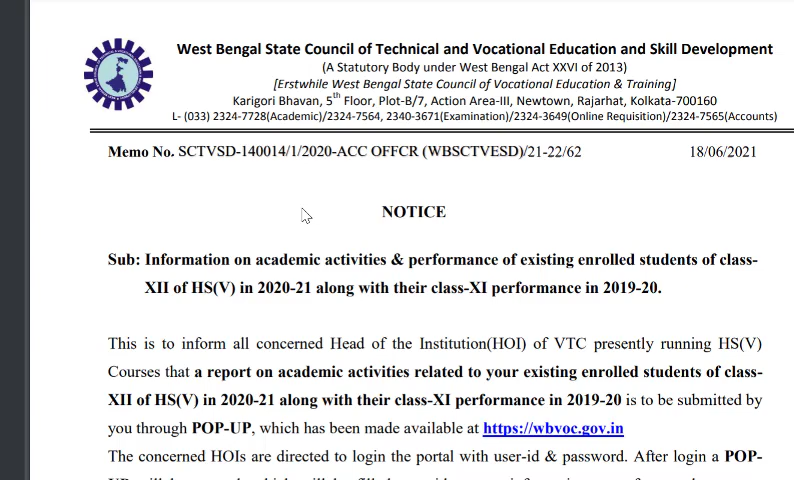 West Bengal State Council of Technical and Vocational Education and Skill Development
(A Statutory Body under West Bengal Act XXVI of 2013)
[Erstwhile West Bengal State Council of Vocational Education & Training]
Karigori Bhavan, 5th Floor, Plot-B/7, Action Area-III, Newtown, Rajarhat, Kolkata-700160
L- (033) 2324-7728(Academic)/2324-7564, 2340-3671(Examination)/2324-3649(Online Requisition)/2324-7565(Accounts)
Memo No. SCTVSD-140014/1/2020-ACC OFFCR (WBSCTVESD)/21-22/62 18/06/2021
NOTICE
Sub: Information on academic activities & performance of existing enrolled students of class-
XII of HS(V) in 2020-21 along with their class-XI performance in 2019-20.
This is to inform all concerned Head of the Institution(HOI) of VTC presently running HS(V)
Courses that a report on academic activities related to your existing enrolled students of class-
XII of HS(V) in 2020-21 along with their class-XI performance in 2019-20 is to be submitted by
you through POP-UP, which has been made available at https://wbvoc.gov.in
The concerned HOIs are directed to login the portal with user-id & password. After login a POP-